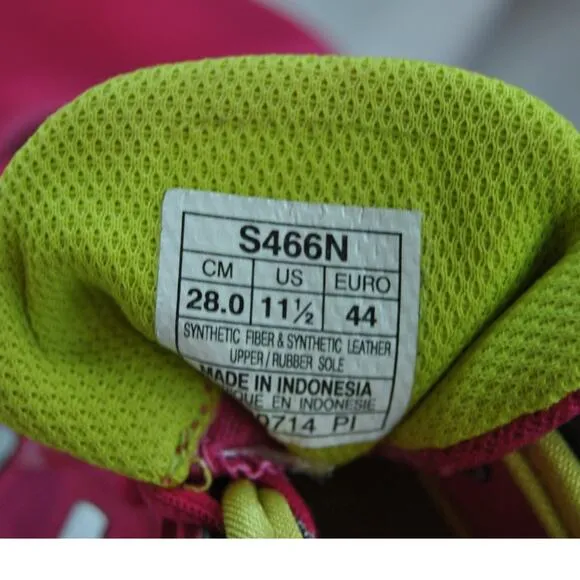 S466N
CM US EURO
28.0 11½ 44
SYNTHETIC FIBER & SYNTHETIC LEATHER
UPPER/RUBBER SOLE
MADE IN INDONESIA
EN INDONESIE
PI